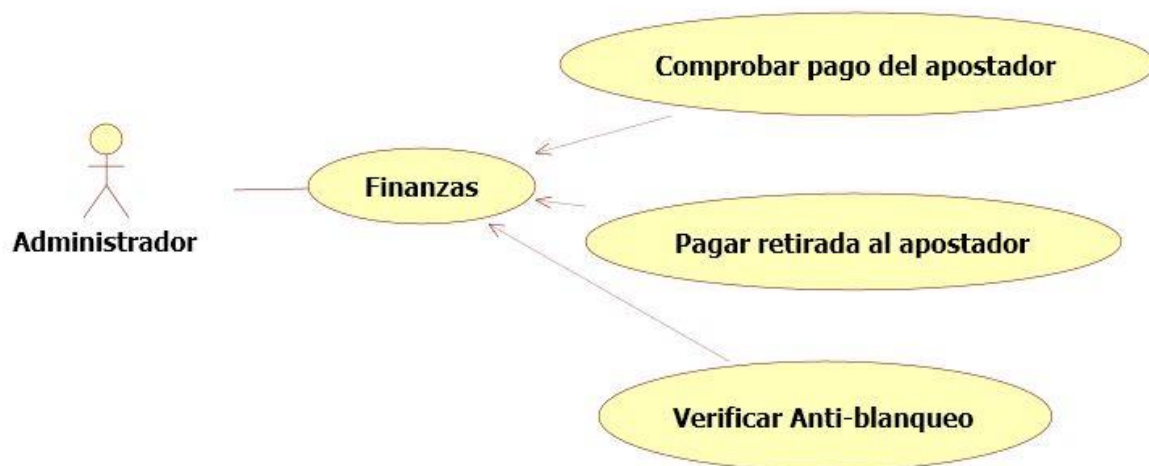 Comprobar pago del apostador
Finanzas
Administrador
Pagar retirada al apostador
Verificar Anti-blanqueo